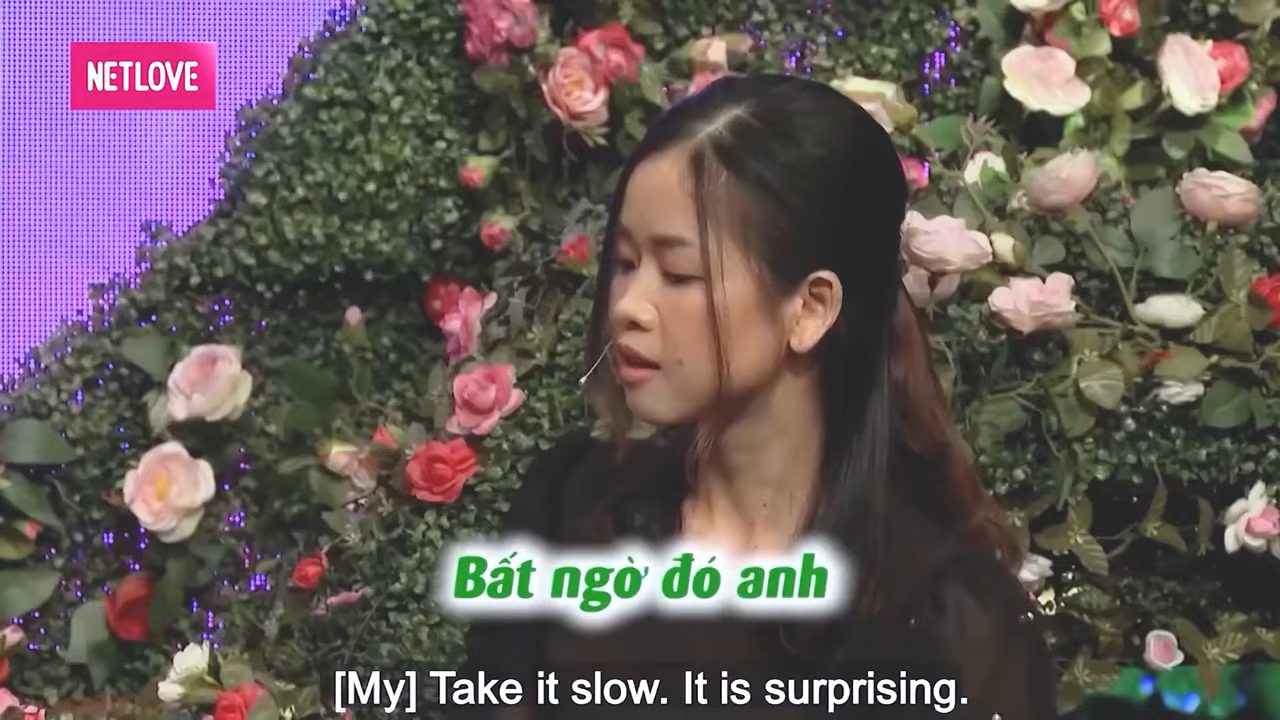 NETLOVE
Bất ngờ đó anh
[My] Take it slow. It is surprising.